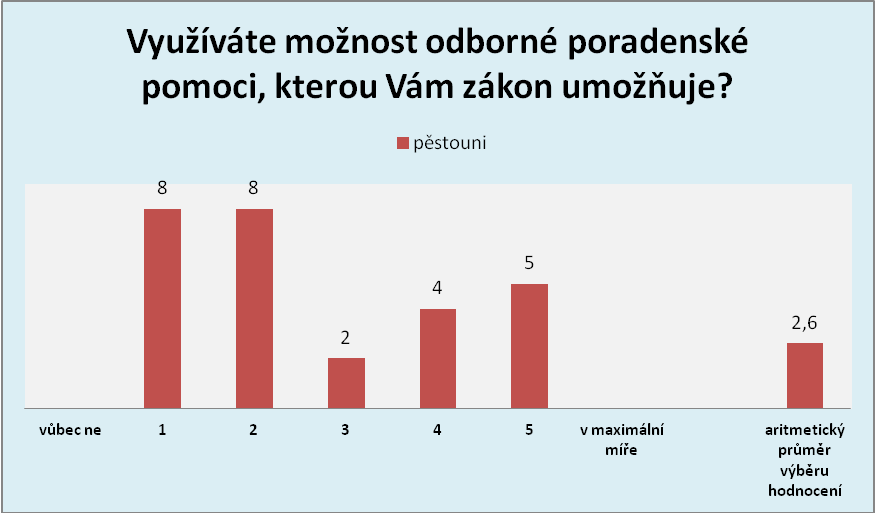 Využíváte možnost odborné poradenské
pomoci, kterou Vám zákon umožňuje?
pěstouni
8
8
2
4
5
2,6
vůbec ne
1
2
3
4
5
v maximální
míře
aritmetický
průměr
výběru
hodnocení